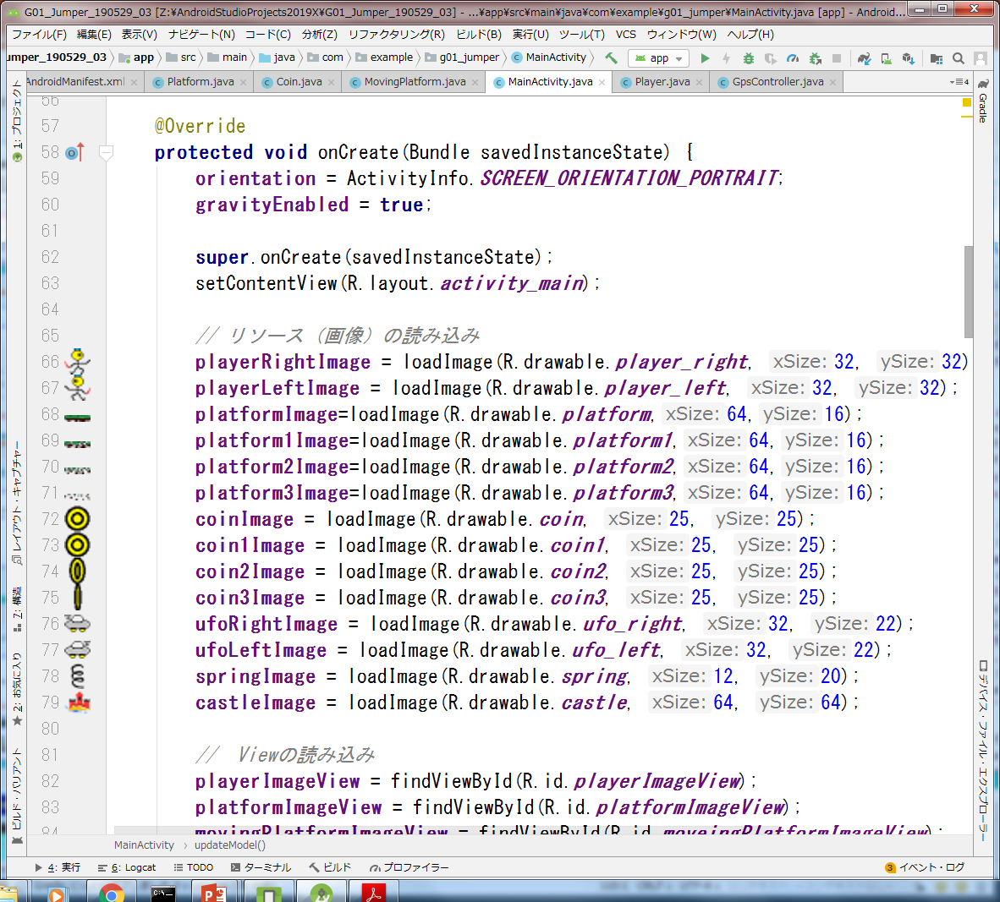 G01_Jumper_190529_03 [Z:¥AndroidStudioProjects2019X¥G01_Jumper_190529_03] - ...¥app¥src¥main¥java¥com¥example¥g01_jumper¥MainActivity.java [app] - Android...
ファイル(F) 編集(E) 表示(V) ナビゲート(N) コード(C) 分析(Z) リファクタリング(R) ビルド(B) 実行(U) ツール(T) VCS ウィンドウ(W) ヘルプ(H)
umper_190529_03 app src main java com example g01_jumper MainActivity app
AndroidManifest.xml Platform.java Coin.java MovingPlatform.java MainActivity.java Player.java GpsController.java 4
1: プロジェクト
レイアウト・キャプチャー
Z: 構造
2: お気に入り
ビルド・バリアント
56
57 @Override
58 protected void onCreate(Bundle savedInstanceState) {
59 orientation = ActivityInfo.SCREEN_ORIENTATION_PORTRAIT;
60 gravityEnabled = true;
61
62 super.onCreate(savedInstanceState);
63 setContentView(R.layout.activity_main);
64
65 // リソース（画像）の読み込み
66 playerRightImage = loadImage(R.drawable.player_right, xSize: 32, ySize: 32)
67 playerLeftImage = loadImage(R.drawable.player_left, xSize: 32, ySize: 32);
68 platformImage=loadImage(R.drawable.platform, xSize: 64, ySize: 16);
69 platform1Image=loadImage(R.drawable.platform1, xSize: 64, ySize: 16);
70 platform2Image=loadImage(R.drawable.platform2, xSize: 64, ySize: 16);
71 platform3Image=loadImage(R.drawable.platform3, xSize: 64, ySize: 16);
72 coinImage = loadImage(R.drawable.coin, xSize: 25, ySize: 25);
73 coin1Image = loadImage(R.drawable.coin1, xSize: 25, ySize: 25);
74 coin2Image = loadImage(R.drawable.coin2, xSize: 25, ySize: 25);
75 coin3Image = loadImage(R.drawable.coin3, xSize: 25, ySize: 25);
76 ufoRightImage = loadImage(R.drawable.ufo_right, xSize: 32, ySize: 22);
77 ufoLeftImage = loadImage(R.drawable.ufo_left, xSize: 32, ySize: 22);
78 springImage = loadImage(R.drawable.spring, xSize: 12, ySize: 20);
79 castleImage = loadImage(R.drawable.castle, xSize: 64, ySize: 64);
80
81 // Viewの読み込み
82 playerImageView = findViewById(R.id.playerImageView);
83 platformImageView = findViewById(R.id.platformImageView);
84 movingPlatformImageView = findViewById(R.id.moveingPlatformImageView);
Gradle
デバイス・ファイル・エクスプローラー
MainActivity › updateModel()
4: 実行 6: Logcat TODO ターミナル ビルド プロファイラー 3 イベント・ログ